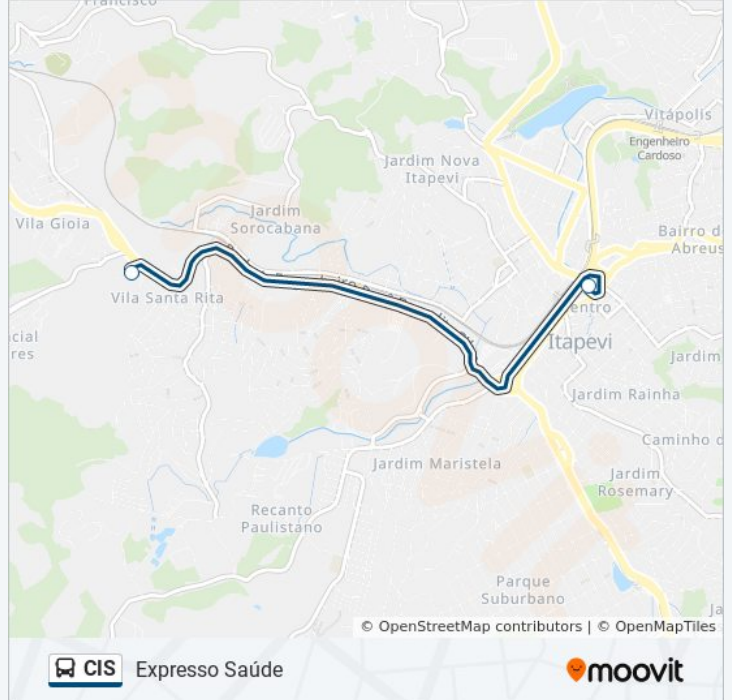 Francisco
Vitápolis
Engenheiro
Cardoso
Jardim Nova
Itapevi
Jardim
Sorocabana
Vila Gioia
Bairro d
Abreus
Vila Santa Rita
entro
Itapevi
cial
res
Jardim
Jardim Rainha
Caminho d
Jardim Maristela
Jardim
Rosemary
Recanto
Paulistano
Parque
Suburbano
Ja
© OpenStreetMap contributors | © OpenMapTiles
CIS Expresso Saúde
moovit